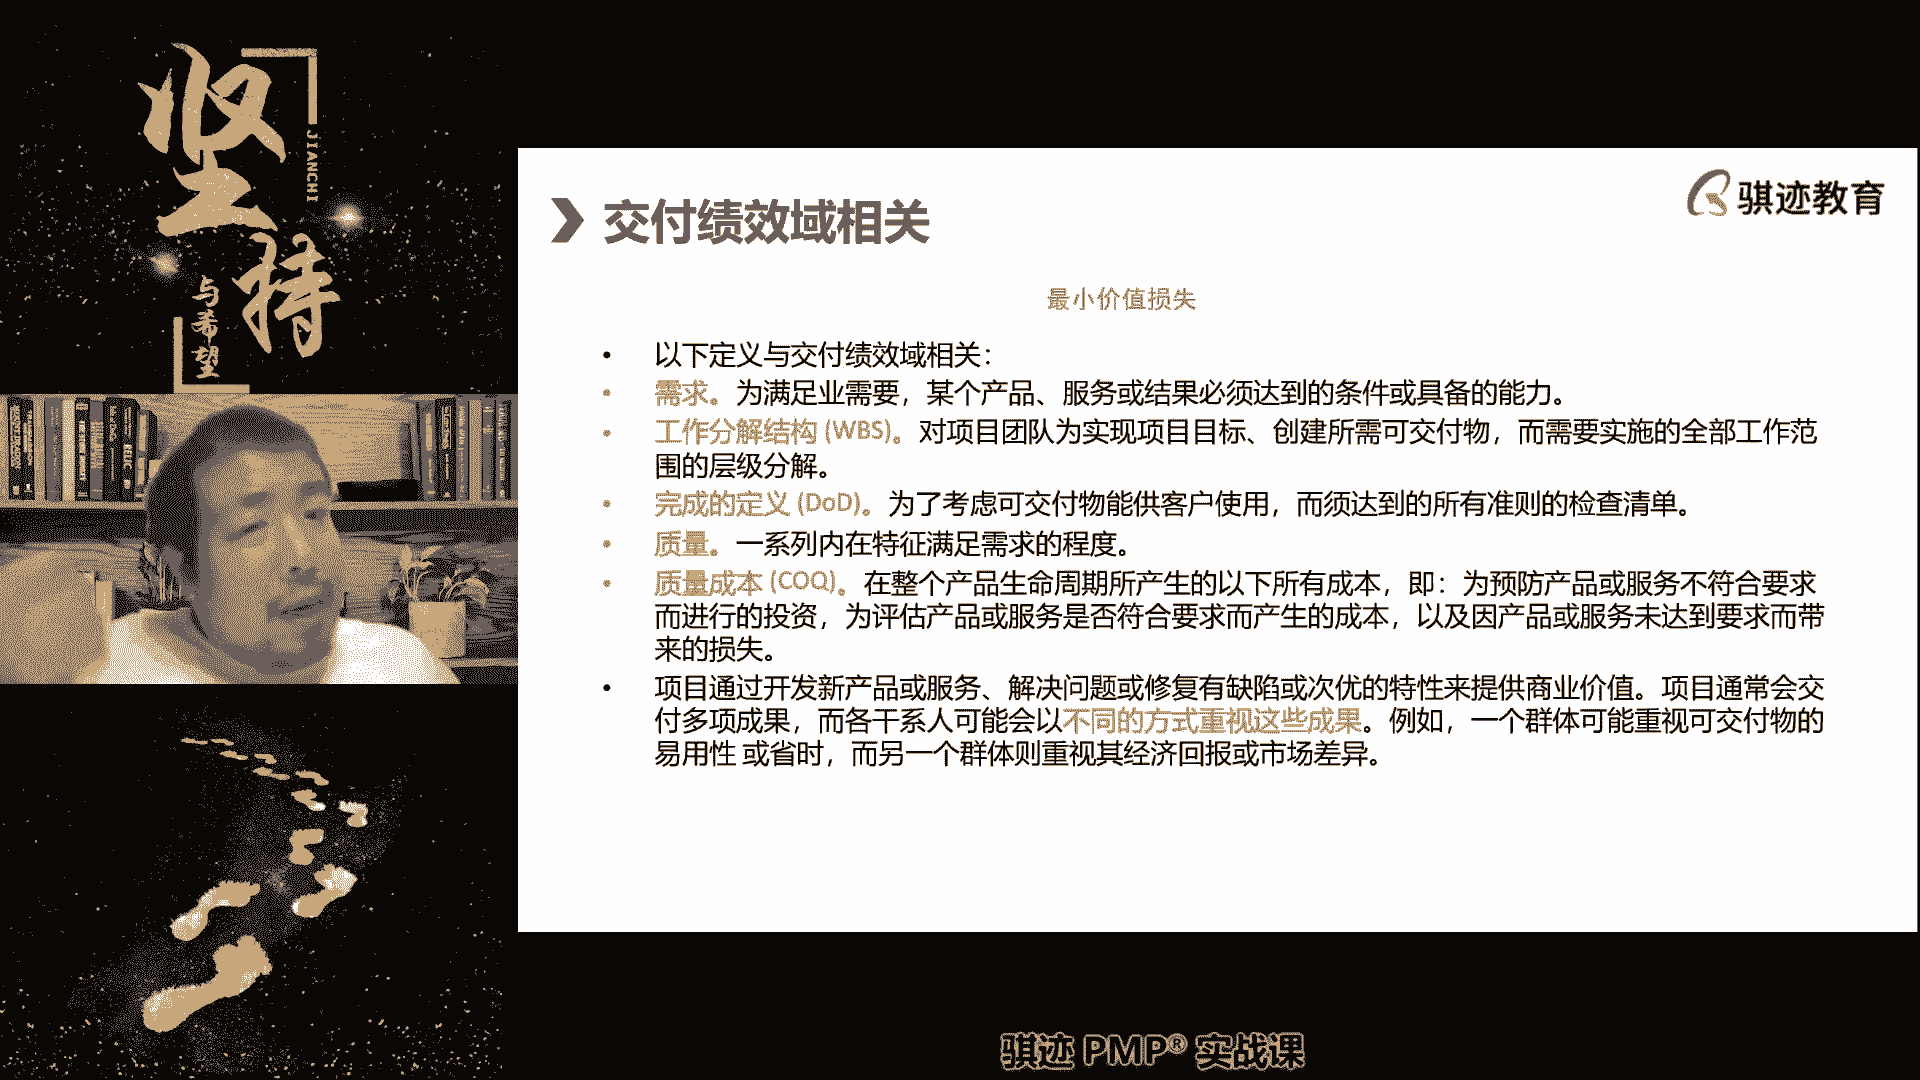 坚持
JIANCHI
与希望
骐迹教育
交付绩效域相关
最小价值损失
• 以下定义与交付绩效域相关：
• 需求。为满足业需要，某个产品、服务或结果必须达到的条件或具备的能力。
• 工作分解结构 (WBS)。对项目团队为实现项目目标、创建所需可交付物，而需要实施的全部工作范
围的层级分解。
• 完成的定义 (DoD)。为了考虑可交付物能供客户使用，而须达到的所有准则的检查清单。
• 质量。一系列内在特征满足需求的程度。
• 质量成本 (COQ)。在整个产品生命周期所产生的以下所有成本，即：为预防产品或服务不符合要求
而进行的投资，为评估产品或服务是否符合要求而产生的成本，以及因产品或服务未达到要求而带
来的损失。
• 项目通过开发新产品或服务、解决问题或修复有缺陷或次优的特性来提供商业价值。项目通常会交
付多项成果，而各干系人可能会以不同的方式重视这些成果。例如，一个群体可能重视可交付物的
易用性 或省时，而另一个群体则重视其经济回报或市场差异。
骐迹 PMP® 实战课